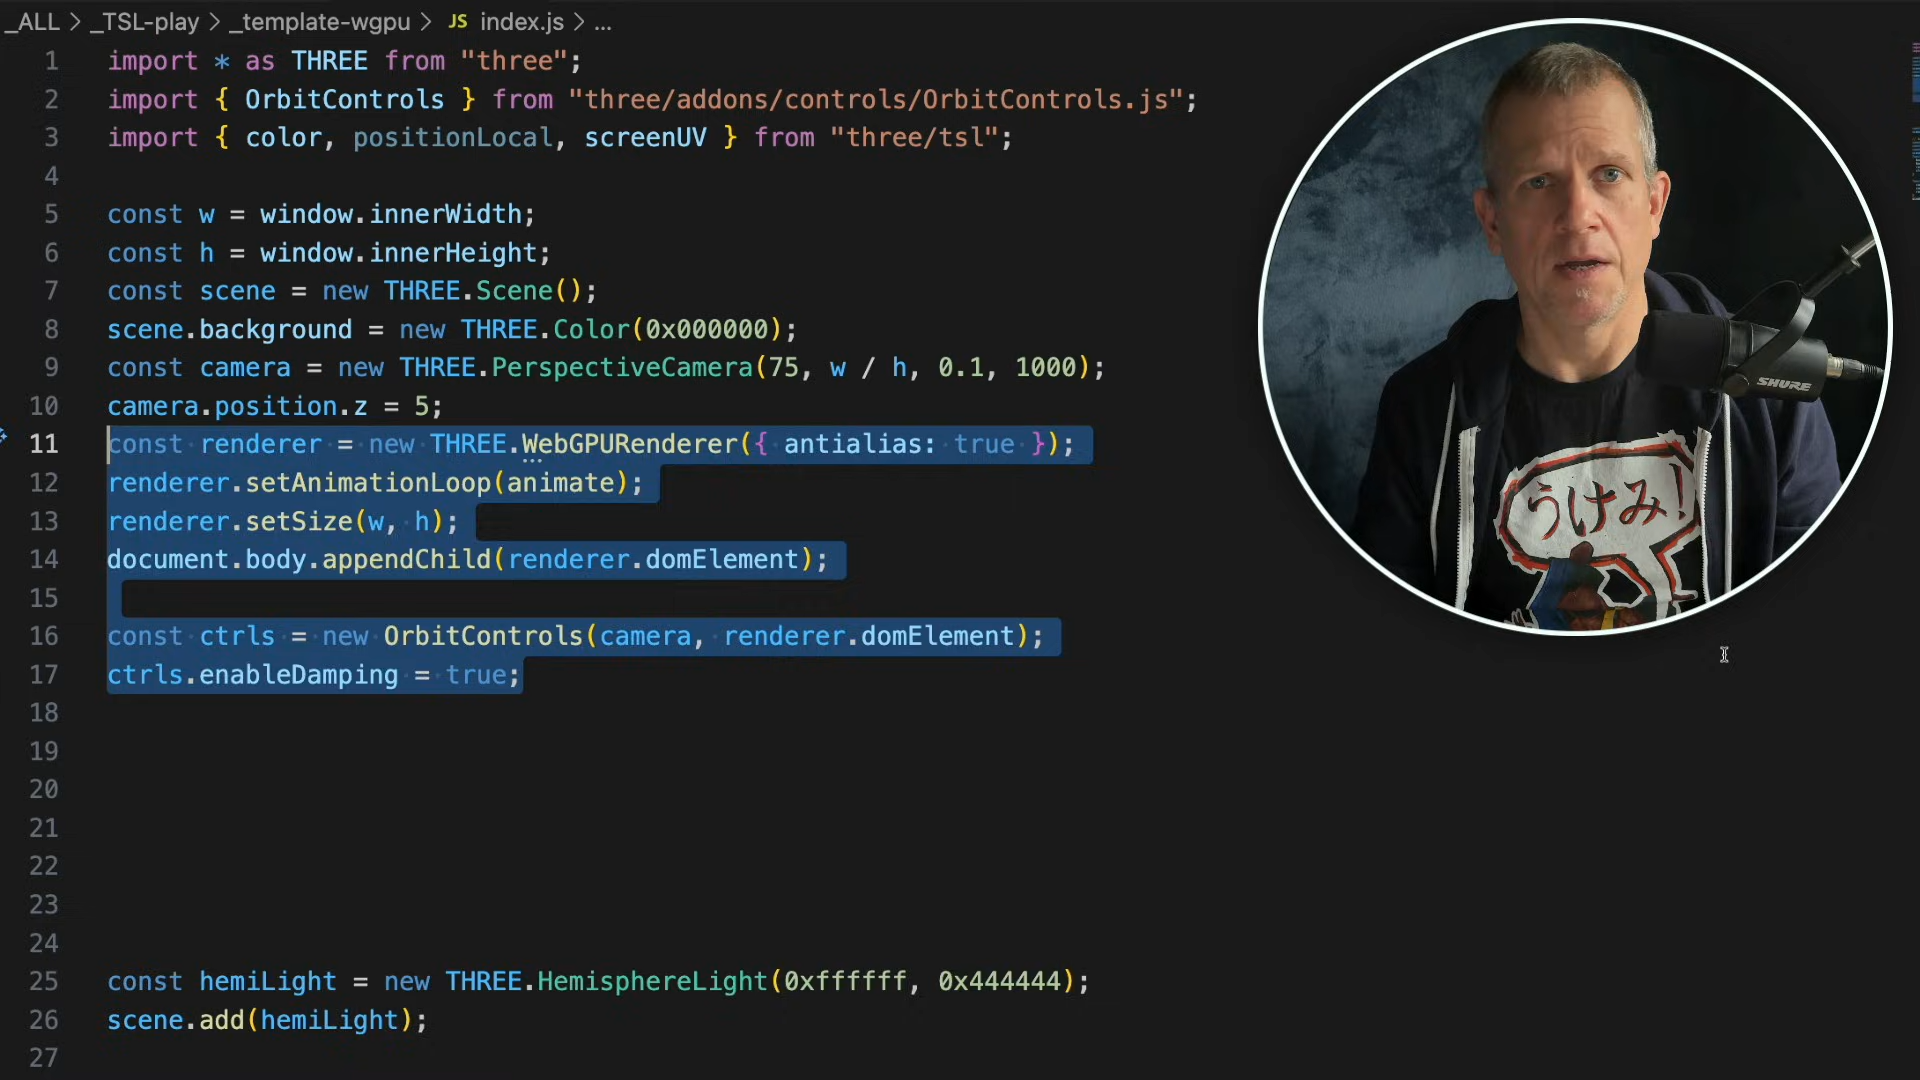 _ALL > _TSL-play > _template-wgpu > JS index.js > ...
1 import * as THREE from "three";
2 import { OrbitControls } from "three/addons/controls/OrbitControls.js";
3 import { color, positionLocal, screenUV } from "three/tsl";
4
5 const w = window.innerWidth;
6 const h = window.innerHeight;
7 const scene = new THREE.Scene();
8 scene.background = new THREE.Color(0x000000);
9 const camera = new THREE.PerspectiveCamera(75, w / h, 0.1, 1000);
10 camera.position.z = 5;
11 const renderer = new THREE.WebGPURenderer({ antialias: true });
12 renderer.setAnimationLoop(animate);
13 renderer.setSize(w, h);
14 document.body.appendChild(renderer.domElement);
15
16 const ctrls = new OrbitControls(camera, renderer.domElement);
17 ctrls.enableDamping = true;
18
19
20
21
22
23
24
25 const hemiLight = new THREE.HemisphereLight(0xffffff, 0x444444);
26 scene.add(hemiLight);
27
SHURE
うけみ!